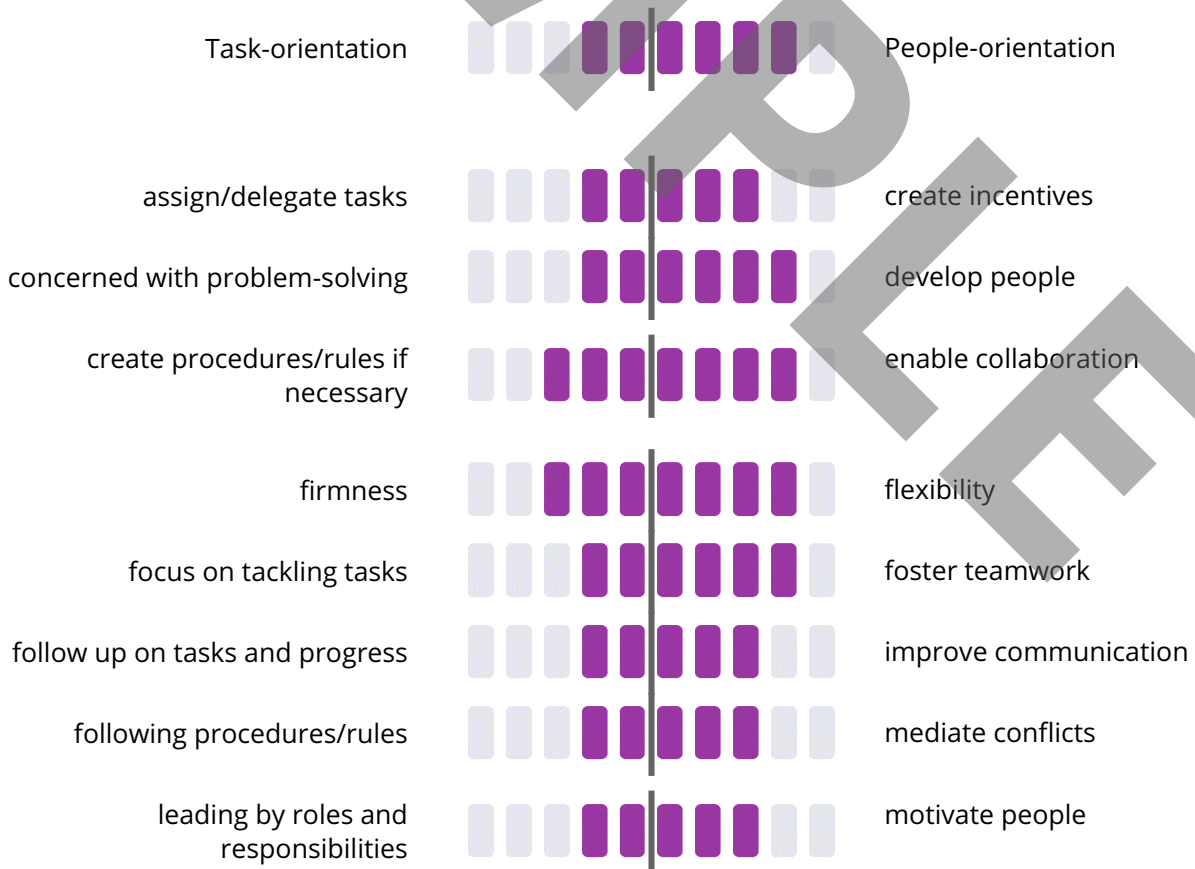 Task-orientation People-orientation
assign/delegate tasks create incentives
concerned with problem-solving develop people
create procedures/rules if enable collaboration
necessary
firmness flexibility
focus on tackling tasks foster teamwork
follow up on tasks and progress improve communication
following procedures/rules mediate conflicts
leading by roles and motivate people
responsibilities
PLE